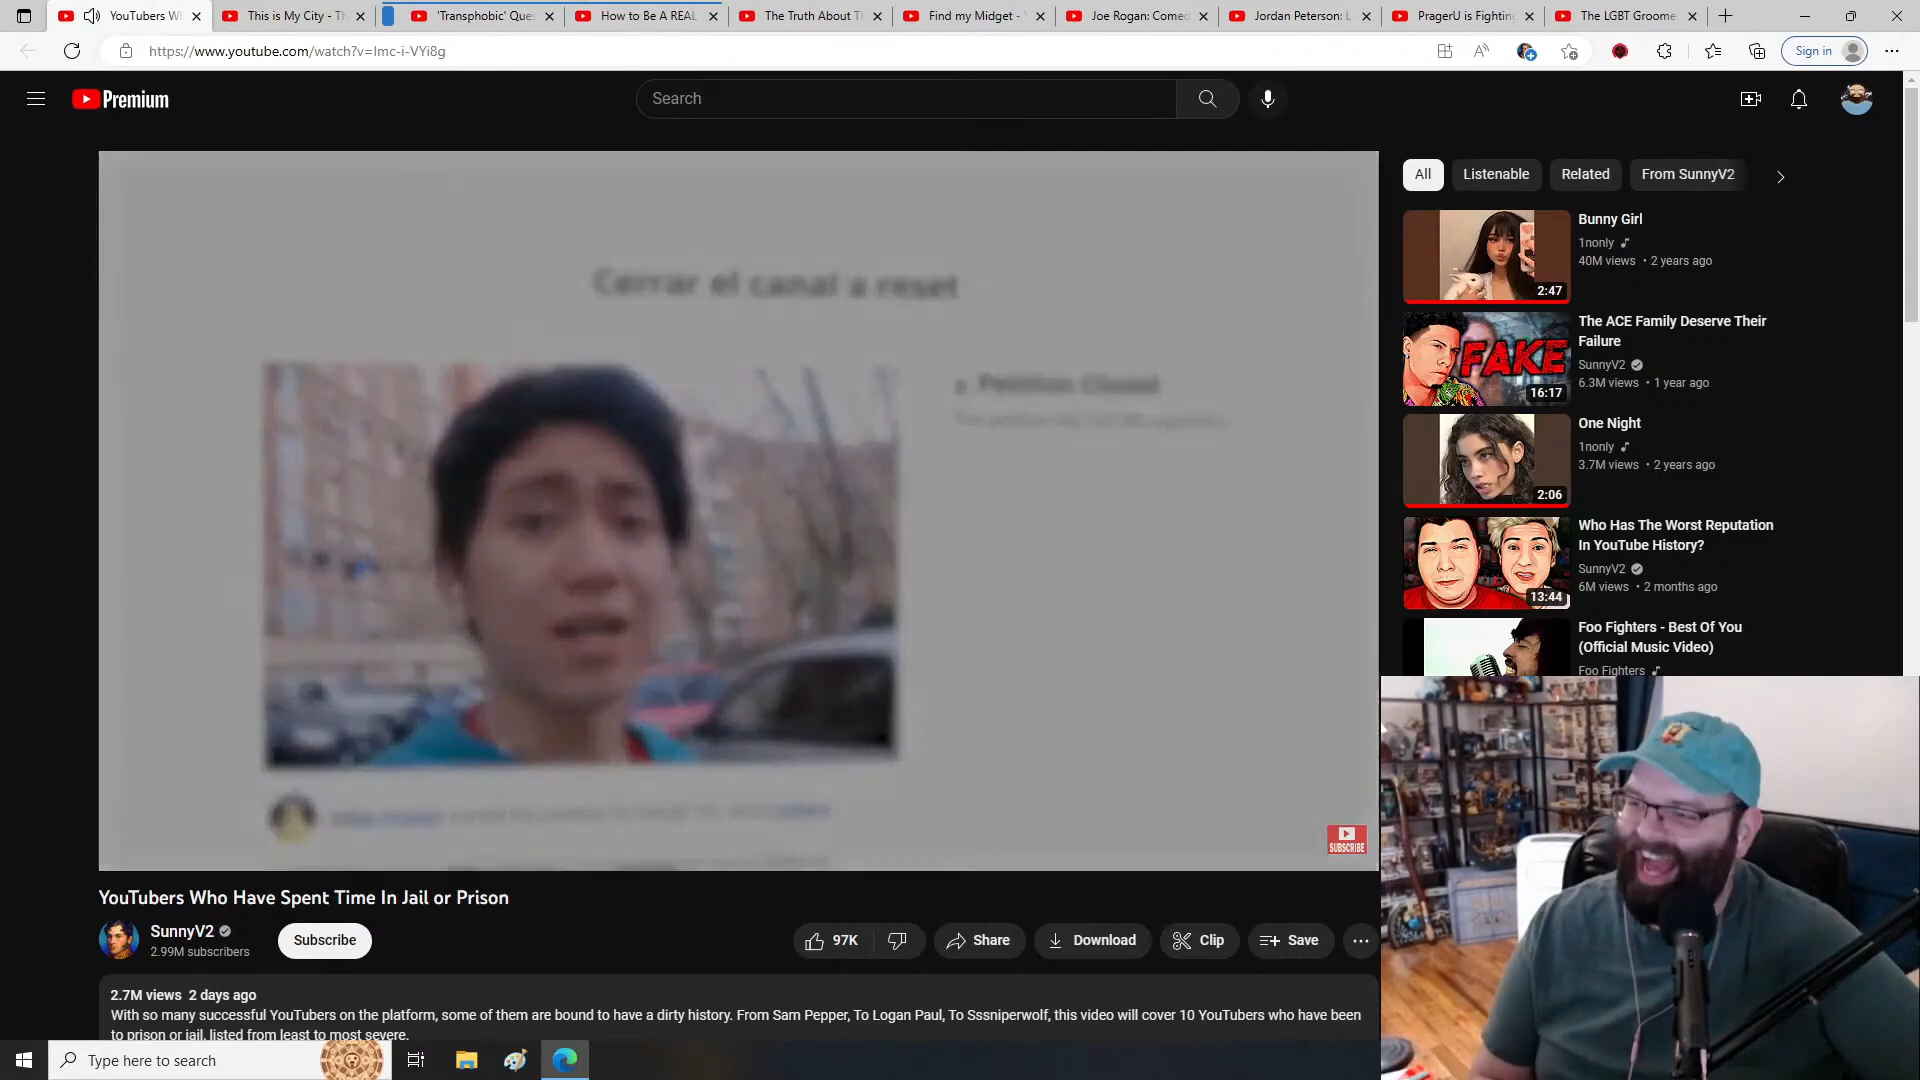 YouTubers Wh
This is My City - Th
'Transphobic' Ques
How to Be A REAL
The Truth About Th
Find my Midget - Y
Joe Rogan: Comed
Jordan Peterson: L
PragerU is Fighting
The LGBT Groome
https://www.youtube.com/watch?v=Imc-i-VYi8g
Sign in
Premium
Search
Cerrar el canal a reset
Petition Closed
SUBSCRIBE
All
Listenable
Related
From SunnyV2
Bunny Girl
1nonly
40M views • 2 years ago
2:47
The ACE Family Deserve Their
Failure
SunnyV2
6.3M views • 1 year ago
FAKE
16:17
One Night
1nonly
3.7M views • 2 years ago
2:06
Who Has The Worst Reputation
In YouTube History?
SunnyV2
6M views • 2 months ago
13:44
Foo Fighters - Best Of You
(Official Music Video)
Foo Fighters
YouTubers Who Have Spent Time In Jail or Prison
SunnyV2
2.99M subscribers
Subscribe
97K
Share
Download
Clip
Save
2.7M views 2 days ago
With so many successful YouTubers on the platform, some of them are bound to have a dirty history. From Sam Pepper, To Logan Paul, To Sssniperwolf, this video will cover 10 YouTubers who have been
to prison or jail, listed from least to most severe.
Type here to search